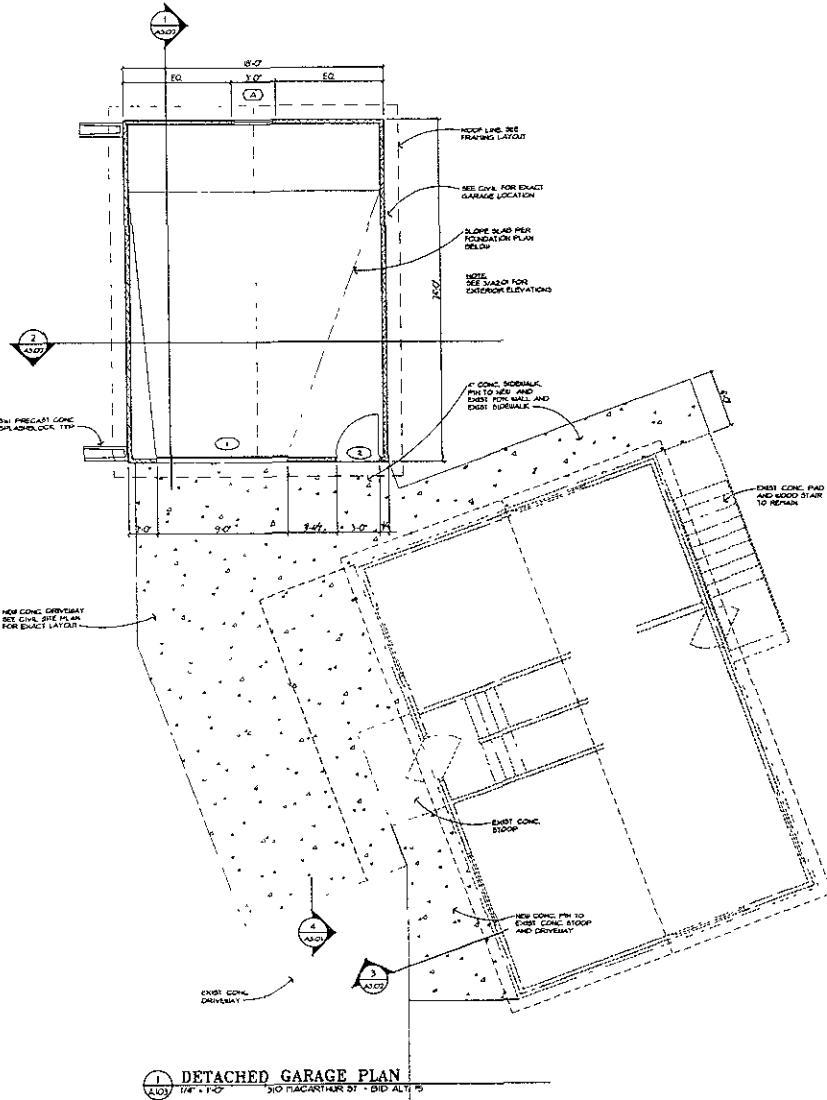 1
A3.02
18'-0"
EQ.
3'-0"
EQ.
A
ROOF LINE, SEE
FRAMING LAYOUT
SEE CIVIL FOR EXACT
GARAGE LOCATION
SLOPE SLAB PER
FOUNDATION PLAN
BELOW
NOTE
SEE 3/A2.01 FOR
EXTERIOR ELEVATIONS
24'-0"
2
A3.02
PRECAST CONC
SPLASHBLOCK, TYP
1
2
4" CONC. SIDEWALK,
PIN TO NEW AND
EXIST FDN. WALL AND
EXIST SIDEWALK
EXIST CONC. PAD
AND WOOD STAIR
TO REMAIN
9'-0"
3'-0"
NEW CONC. DRIVEWAY
SEE CIVIL SITE PLAN
FOR EXACT LAYOUT
EXIST CONC.
STOOP
NEW CONC. PIN TO
EXIST CONC. STOOP
AND DRIVEWAY
4
A3.01
3
A3.02
EXIST CONC.
DRIVEWAY
1
A1.03
DETACHED GARAGE PLAN
1/4" = 1'-0"
310 MACARTHUR ST - BID ALT